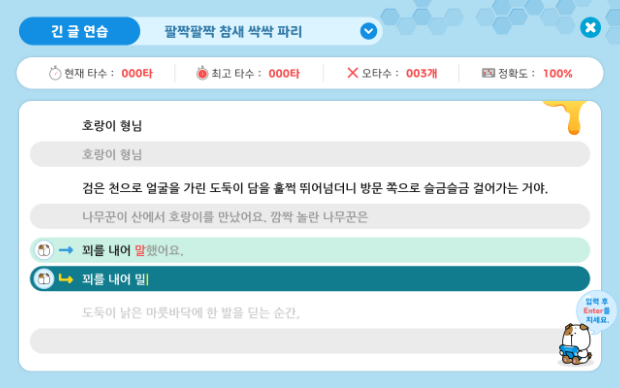 긴 글 연습
팔짝팔짝 참새 싹싹 파리
현재 타수 : 000타
최고 타수 : 000타
오타수 : 003개
정확도 : 100%
호랑이 형님
호랑이 형님
검은 천으로 얼굴을 가린 도둑이 담을 훌쩍 뛰어넘더니 방문 쪽으로 슬금슬금 걸어가는 거야.
나무꾼이 산에서 호랑이를 만났어요. 깜짝 놀란 나무꾼은
꾀를 내어 말했어요.
꾀를 내어 밀
도둑이 낡은 마룻바닥에 한 발을 딛는 순간,
입력 후
Enter를
치세요.